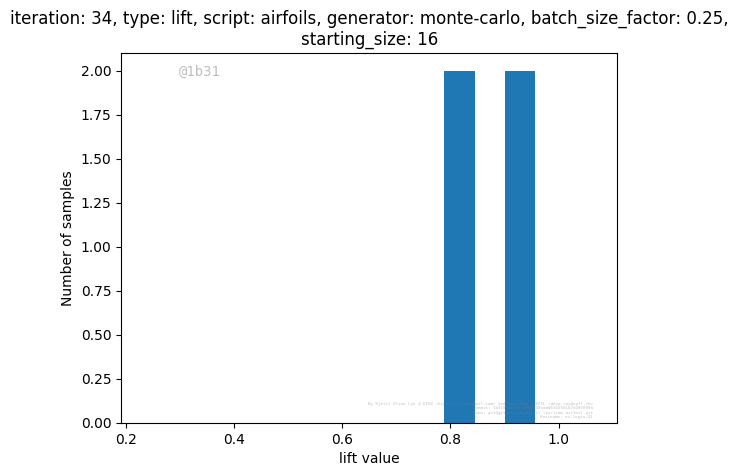 iteration: 34, type: lift, script: airfoils, generator: monte-carlo, batch_size_factor: 0.25,
starting_size: 16
@1b31
2.00
1.75
1.50
1.25
1.00
0.75
0.50
0.25
0.00
Number of samples
0.2 0.4 0.6 0.8 1.0
lift value